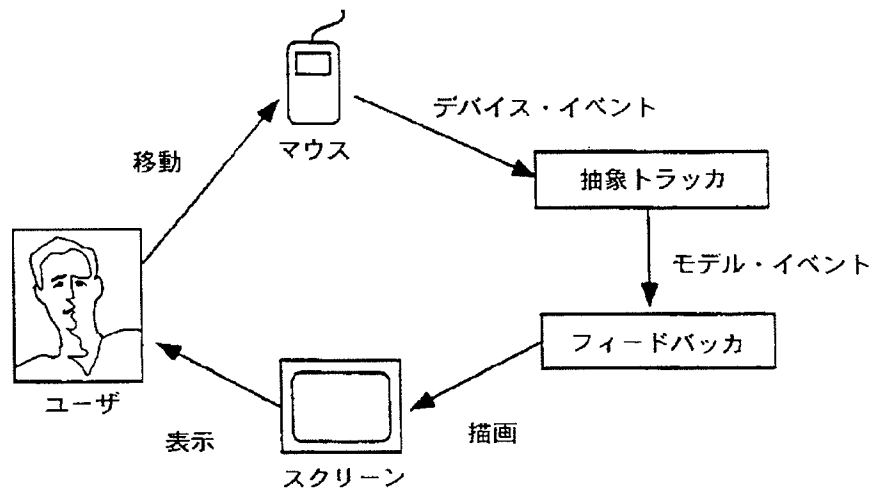 デバイス・イベント
マウス
移動
抽象トラッカ
モデル・イベント
フィードバッカ
ユーザ
描画
表示
スクリーン